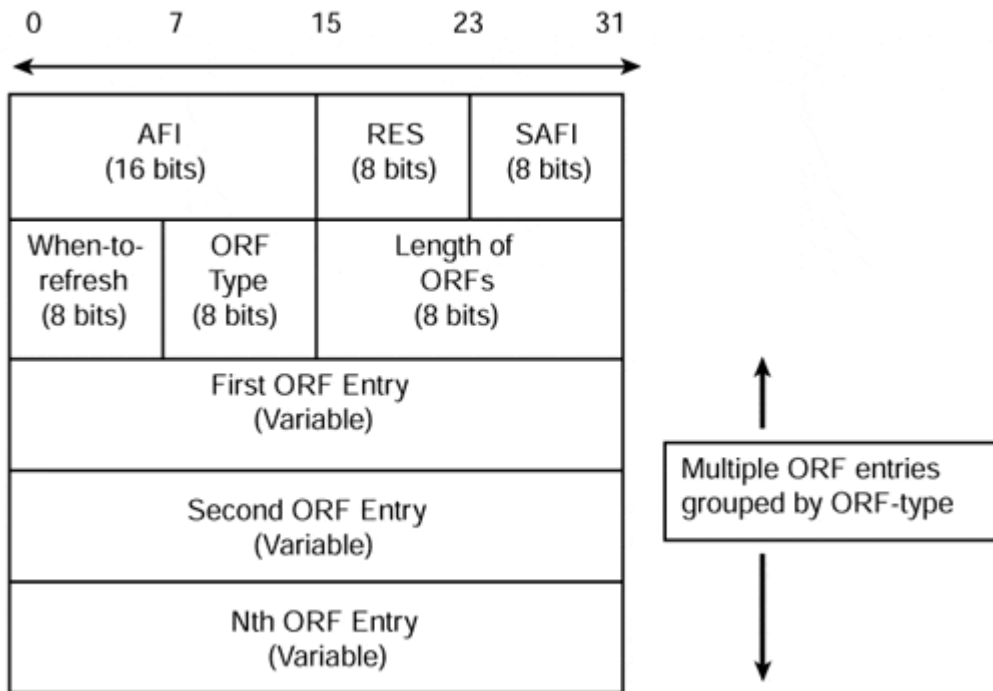 0 7 15 23 31
AFI
(16 bits)
RES
(8 bits)
SAFI
(8 bits)
When-to-
refresh
(8 bits)
ORF
Type
(8 bits)
Length of
ORFs
(8 bits)
First ORF Entry
(Variable)
Second ORF Entry
(Variable)
Nth ORF Entry
(Variable)
Multiple ORF entries
grouped by ORF-type